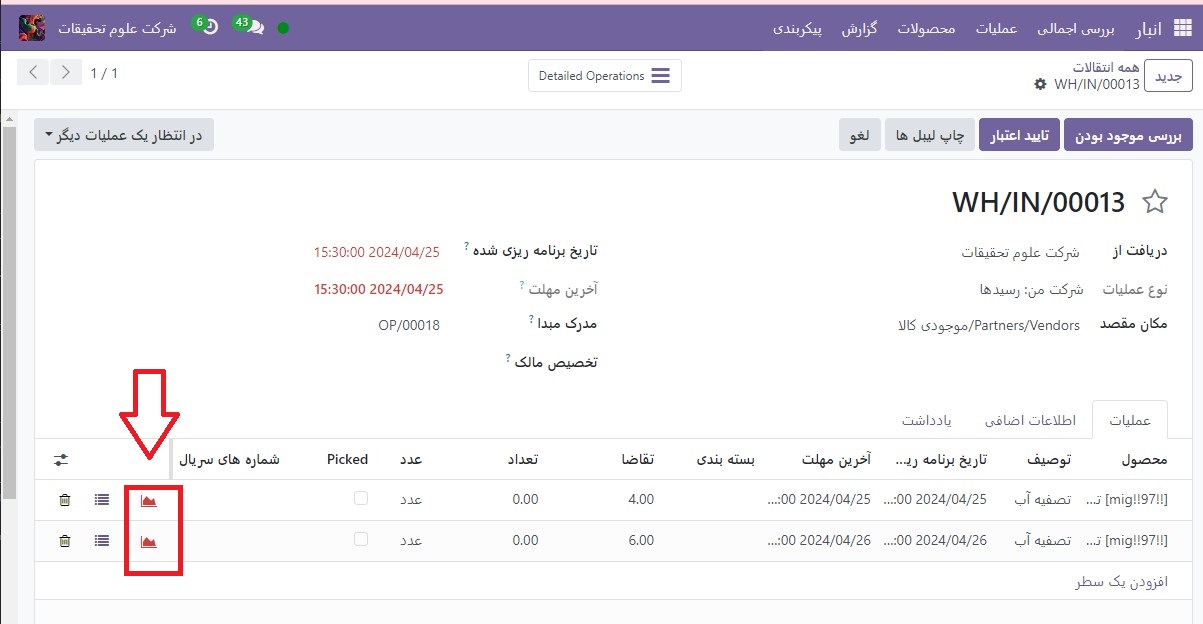 انبار بررسی اجمالی عملیات محصولات گزارش پیکربندی 43 6 شرکت علوم تحقیقات
جدید همه انتقالات Detailed Operations 1 / 1
WH/IN/00013
بررسی موجود بودن تایید اعتبار چاپ لیبل ها لغو در انتظار یک عملیات دیگر
WH/IN/00013
دریافت از شرکت علوم تحقیقات تاریخ برنامه ریزی شده ? 2024/04/25 15:30:00
نوع عملیات شرکت من: رسیدها آخرین مهلت ? 2024/04/25 15:30:00
مکان مقصد Partners/Vendors/موجودی کالا مدرک مبدا ? OP/00018
تخصیص مالک ?
عملیات اطلاعات اضافی یادداشت
محصول توصیف تاریخ برنامه ریـ... آخرین مهلت بسته بندی تقاضا تعداد عدد Picked شماره های سریال
[mig!!97!!] تـ... تصفیه آب 2024/04/25 00:... 2024/04/25 00:... 4.00 0.00 عدد
[mig!!97!!] تـ... تصفیه آب 2024/04/26 00:... 2024/04/26 00:... 6.00 0.00 عدد
افزودن یک سطر